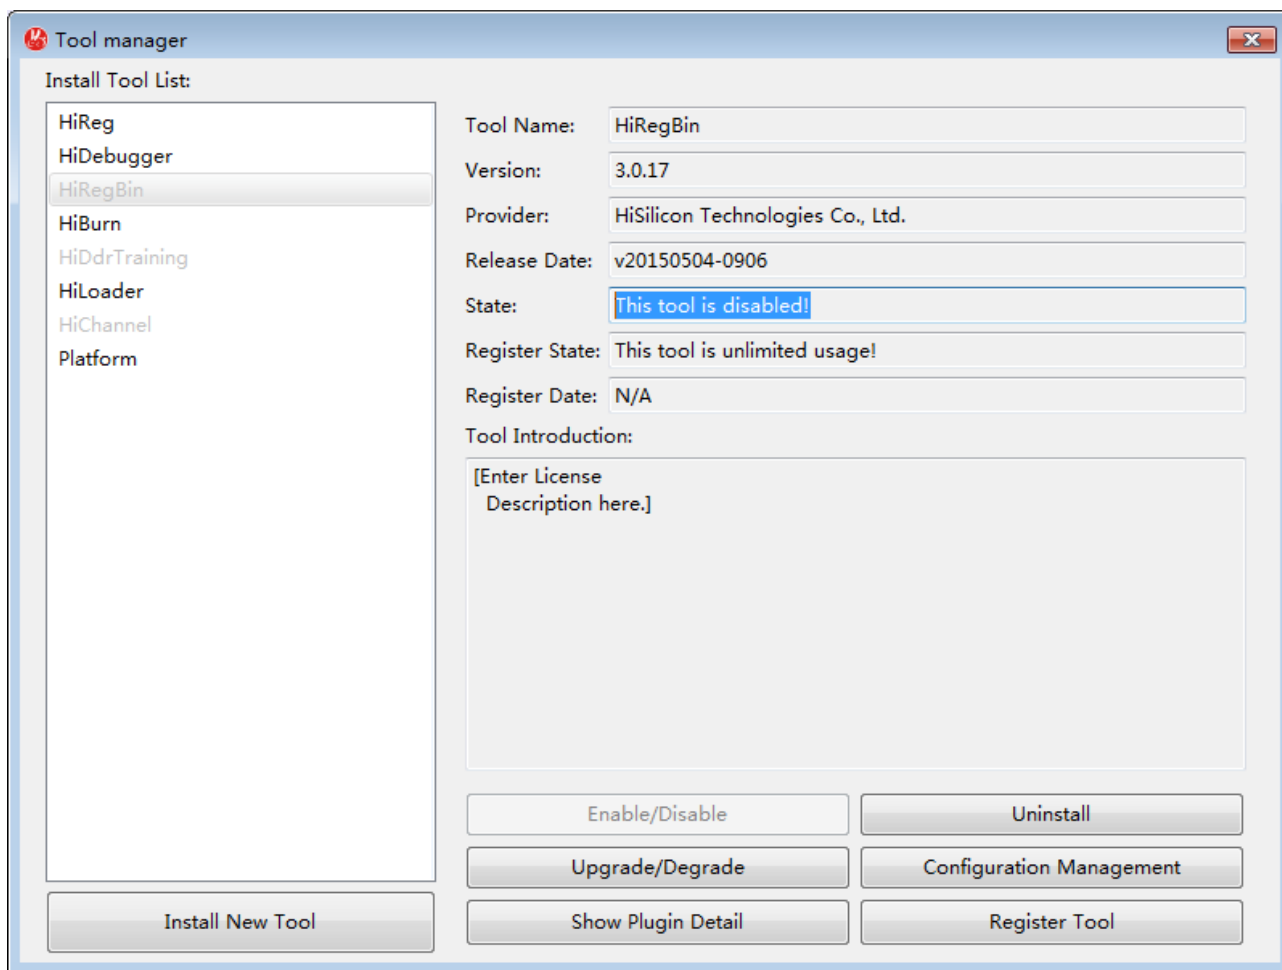 Tool manager
Install Tool List:
HiReg
HiDebugger
HiRegBin
HiBurn
HiDdrTraining
HiLoader
HiChannel
Platform
Install New Tool
Tool Name: HiRegBin
Version: 3.0.17
Provider: HiSilicon Technologies Co., Ltd.
Release Date: v20150504-0906
State: This tool is disabled!
Register State: This tool is unlimited usage!
Register Date: N/A
Tool Introduction:
[Enter License
Description here.]
Enable/Disable Uninstall
Upgrade/Degrade Configuration Management
Show Plugin Detail Register Tool